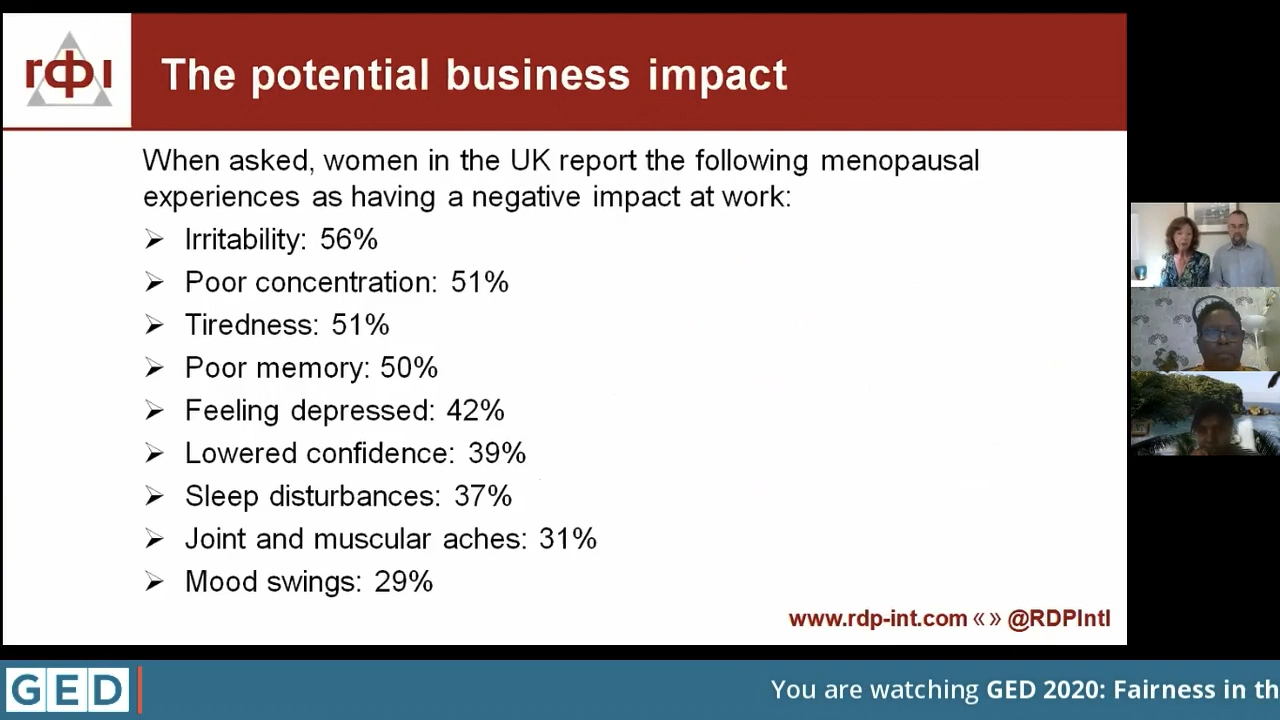 rφı
The potential business impact
When asked, women in the UK report the following menopausal
experiences as having a negative impact at work:
➢ Irritability: 56%
➢ Poor concentration: 51%
➢ Tiredness: 51%
➢ Poor memory: 50%
➢ Feeling depressed: 42%
➢ Lowered confidence: 39%
➢ Sleep disturbances: 37%
➢ Joint and muscular aches: 31%
➢ Mood swings: 29%
www.rdp-int.com «» @RDPIntl
GED
You are watching GED 2020: Fairness in th